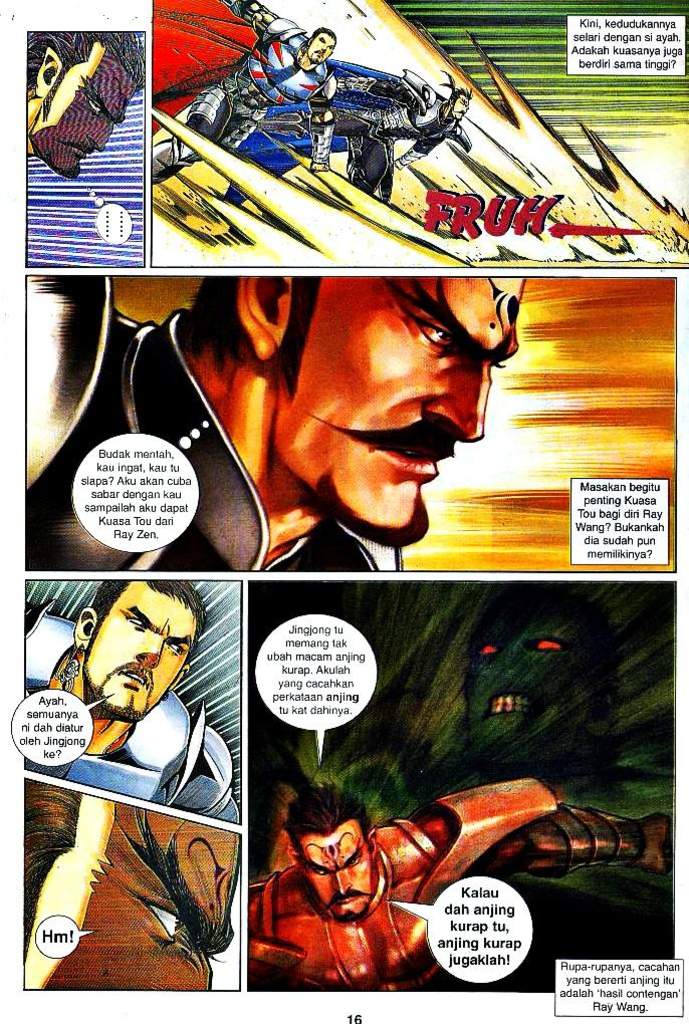 Kini, kedudukannya
selari dengan si ayah.
Adakah kuasanya juga
berdiri sama tinggi?
......
FRUH
Budak mentah,
kau ingat, kau tu
siapa? Aku akan cuba
sabar dengan kau
sampailah aku dapat
Kuasa Tou dari
Ray Zen.
Masakan begitu
penting Kuasa
Tou bagi diri Ray
Wang? Bukankah
dia sudah pun
memilikinya?
Ayah,
semuanya
ni dah diatur
oleh Jingjong
ke?
Hm!
Jingjong tu
memang tak
ubah macam anjing
kurap. Akulah
yang cacahkan
perkataan anjing
tu kat dahinya.
Kalau
dah anjing
kurap tu,
anjing kurap
jugaklah!
Rupa-rupanya, cacahan
yang bererti anjing itu
adalah 'hasil contengan'
Ray Wang.
16